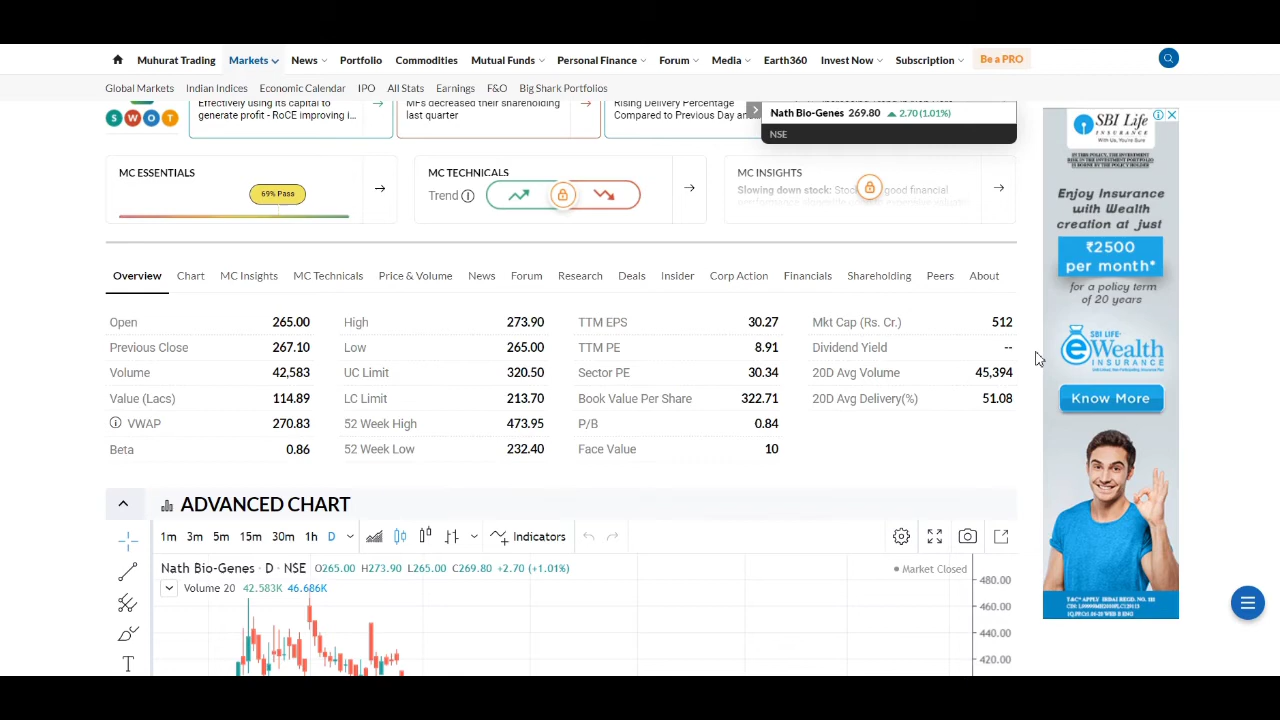 Muhurat Trading Markets News Portfolio Commodities Mutual Funds Personal Finance Forum Media Earth360 Invest Now Subscription Be a PRO
Global Markets Indian Indices Economic Calendar IPO All Stats Earnings F&O Big Shark Portfolios
S W O T
Effectively using its capital to
generate profit - RoCE improving i...
MFs decreased their shareholding
last quarter
Rising Delivery Percentage
Compared to Previous Day an
Nath Bio-Genes 269.80 2.70 (1.01%)
NSE
MC ESSENTIALS
69% Pass
MC TECHNICALS
Trend
MC INSIGHTS
Slowing down stock: Stock good financial
Overview Chart MC Insights MC Technicals Price & Volume News Forum Research Deals Insider Corp Action Financials Shareholding Peers About
Open 265.00
Previous Close 267.10
Volume 42,583
Value (Lacs) 114.89
VWAP 270.83
Beta 0.86
High 273.90
Low 265.00
UC Limit 320.50
LC Limit 213.70
52 Week High 473.95
52 Week Low 232.40
TTM EPS 30.27
TTM PE 8.91
Sector PE 30.34
Book Value Per Share 322.71
P/B 0.84
Face Value 10
Mkt Cap (Rs. Cr.) 512
Dividend Yield --
20D Avg Volume 45,394
20D Avg Delivery(%) 51.08
ADVANCED CHART
1m 3m 5m 15m 30m 1h D Indicators
Nath Bio-Genes · D · NSE O265.00 H273.90 L265.00 C269.80 +2.70 (+1.01%)
Market Closed
Volume 20 42.583K 46.686K
480.00
460.00
440.00
420.00
T
SBI Life
INSURANCE
Enjoy Insurance
with Wealth
creation at just
₹2500
per month*
for a policy term
of 20 years
SBI LIFE-
eWealth
INSURANCE
Know More